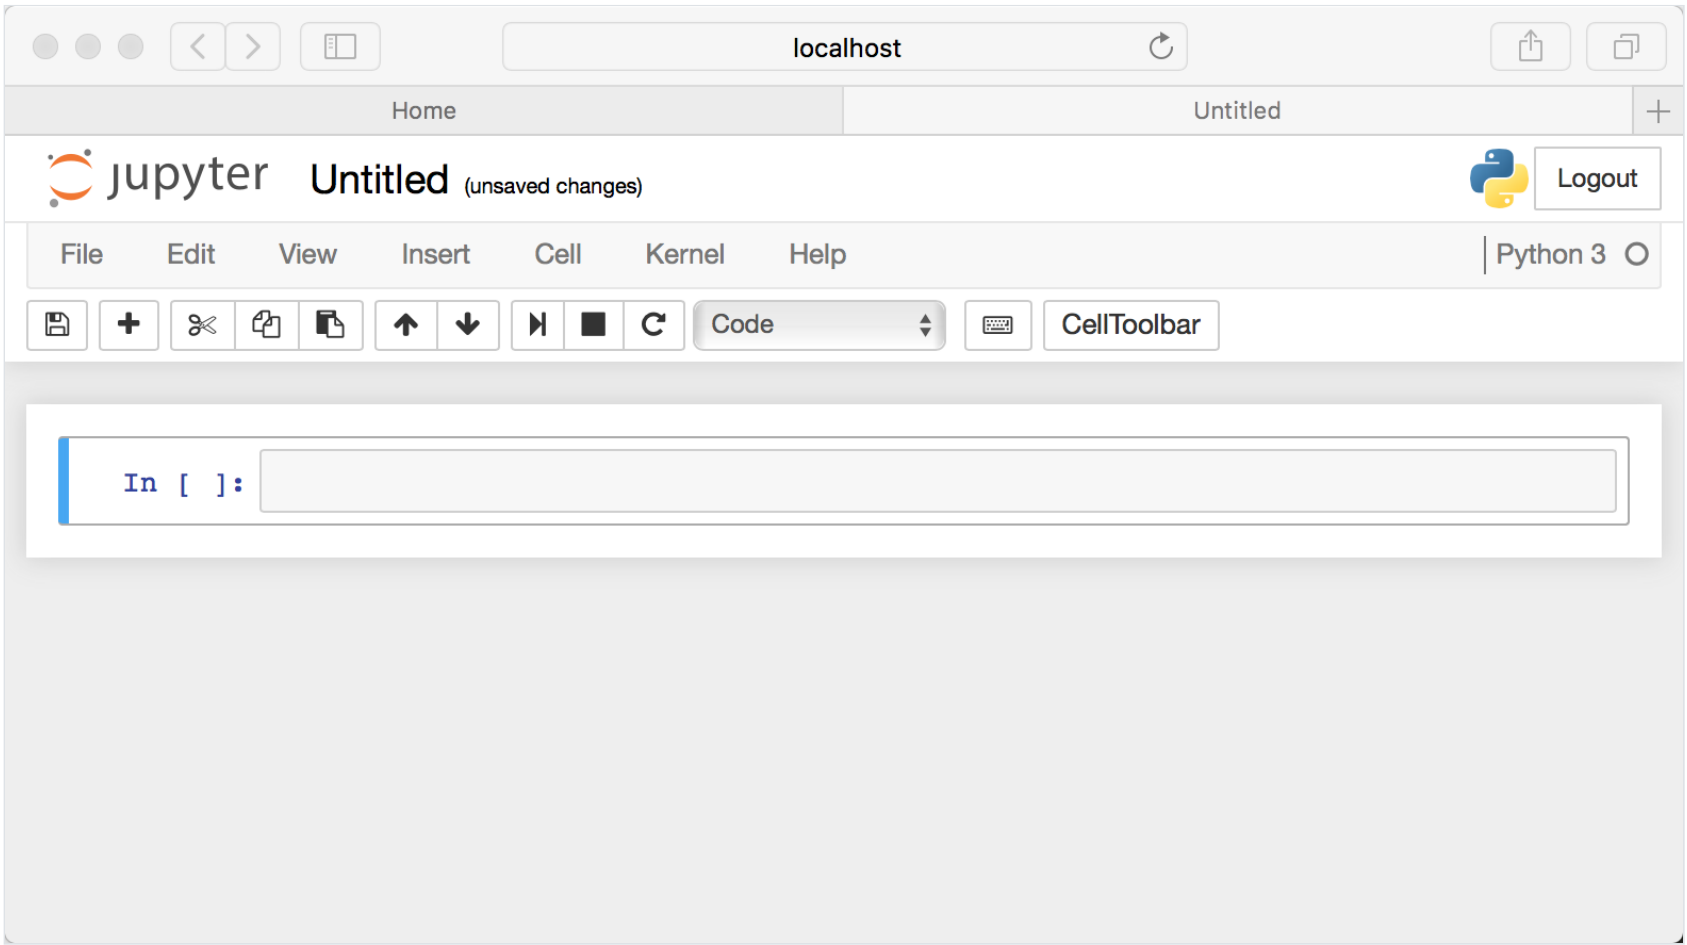 localhost
Home Untitled
jupyter Untitled (unsaved changes) Logout
File Edit View Insert Cell Kernel Help Python 3
Code CellToolbar
In [ ]: